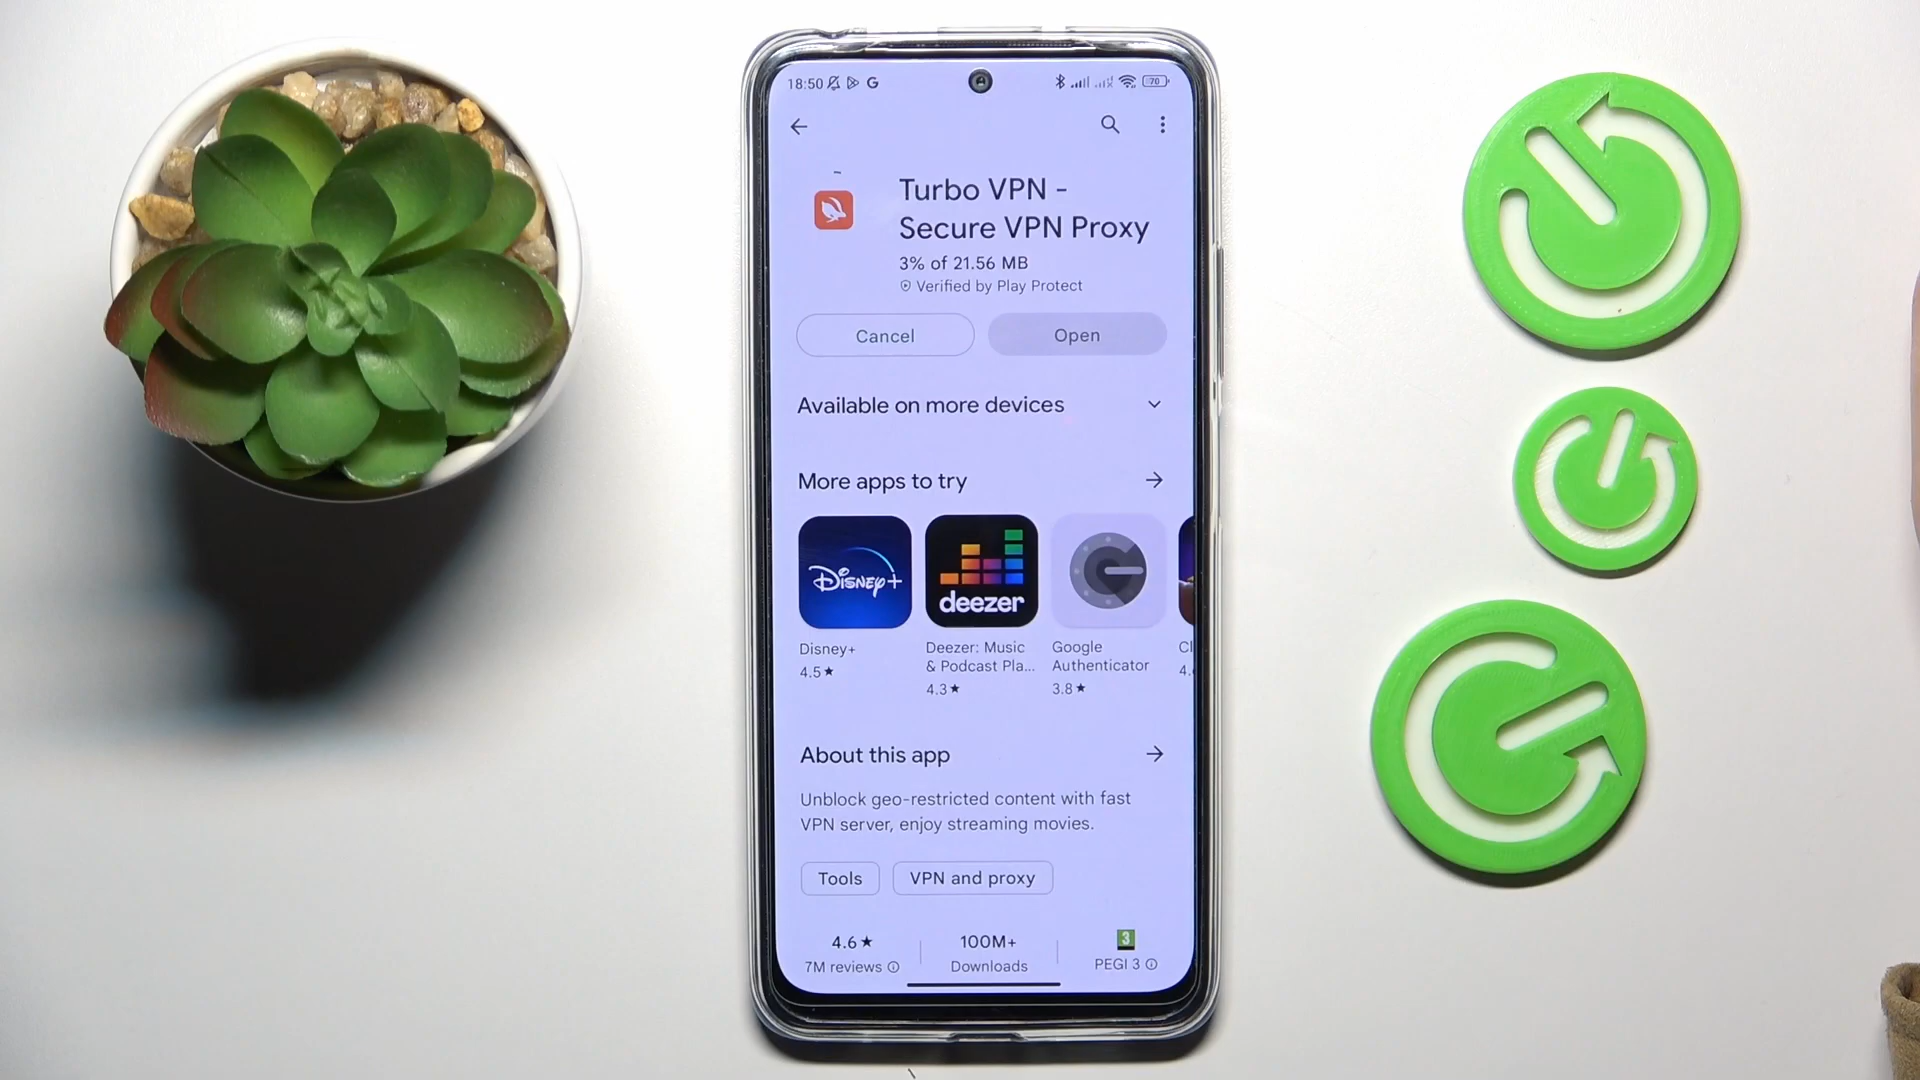 18:50
70
Turbo VPN -
Secure VPN Proxy
3% of 21.56 MB
Verified by Play Protect
Cancel
Open
Available on more devices
More apps to try
Disney+
deezer
Disney+
4.5★
Deezer: Music
& Podcast Pla...
4.3★
Google
Authenticator
3.8★
Cl
4.
About this app
Unblock geo-restricted content with fast
VPN server, enjoy streaming movies.
Tools
VPN and proxy
4.6★
7M reviews
100M+
Downloads
3
PEGI 3